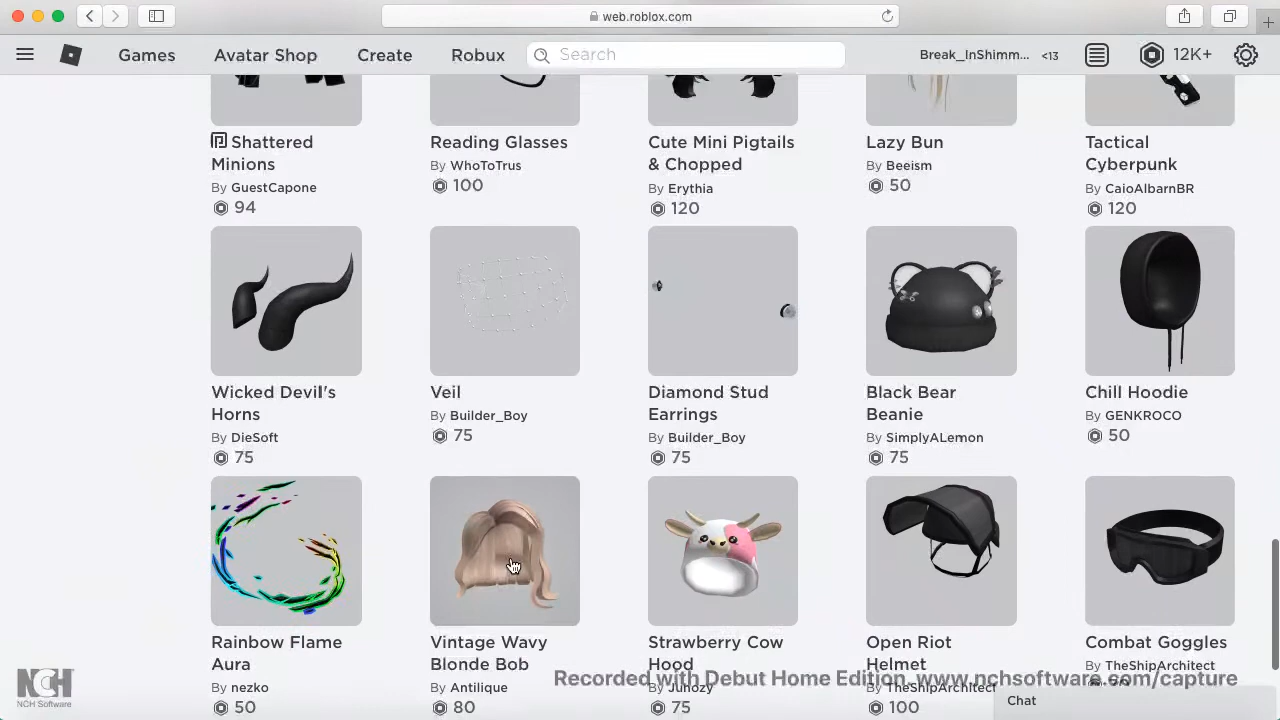 web.roblox.com
Games Avatar Shop Create Robux Search Break_InShimm... <13 12K+
Shattered Minions
By GuestCapone
94
Reading Glasses
By WhoToTrus
100
Cute Mini Pigtails & Chopped
By Erythia
120
Lazy Bun
By Beeism
50
Tactical Cyberpunk
By CaioAlbarnBR
120
Wicked Devil's Horns
By DieSoft
75
Veil
By Builder_Boy
75
Diamond Stud Earrings
By Builder_Boy
75
Black Bear Beanie
By SimplyALemon
75
Chill Hoodie
By GENKROCO
50
Rainbow Flame Aura
By nezko
50
Vintage Wavy Blonde Bob
By Antilique
80
Strawberry Cow Hood
By Junozy
75
Open Riot Helmet
By TheShipArchitect
100
Combat Goggles
By TheShipArchitect
Recorded with Debut Home Edition. www.nchsoftware.com/capture
NCH
NCH Software
Chat